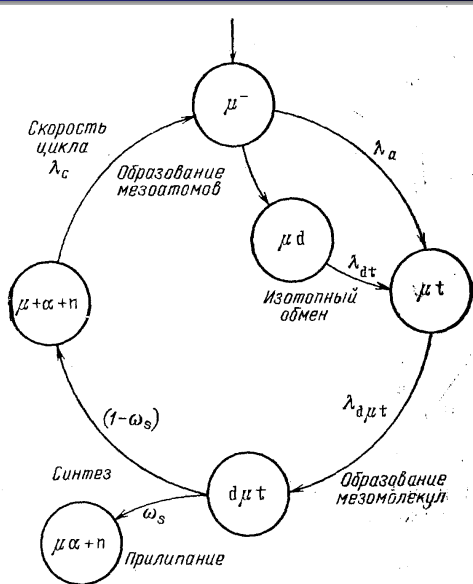 μ⁻
Скорость
цикла
λc
Образование
мезоатомов
λa
μd
λdt
Изотопный
обмен
μt
μ+α+n
(1-ωs)
λdμt
Синтез
dμt
Образование
мезомолекул
ωs
μα+n
Прилипание